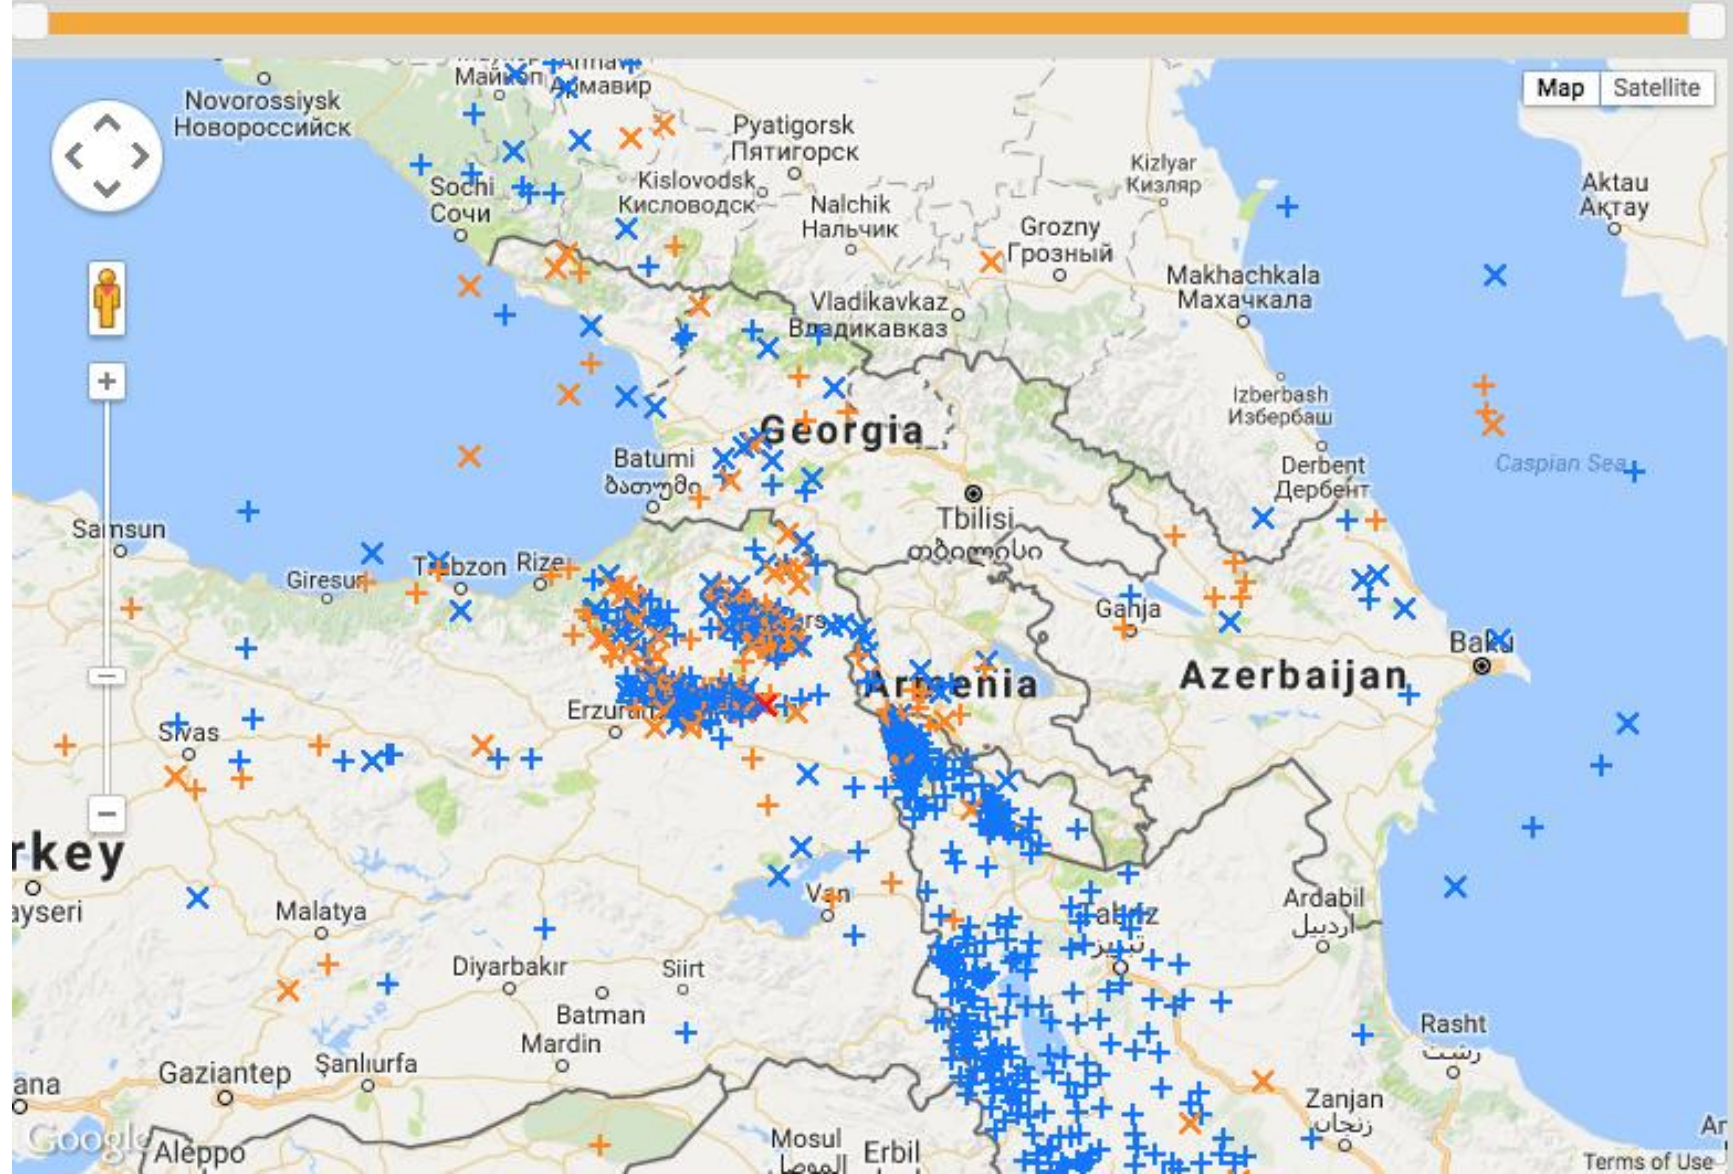 Майкоп
Армавир
Map
Satellite
Novorossiysk
Новороссийск
Pyatigorsk
Пятигорск
Kizlyar
Кизляр
Aktau
Ақтау
Sochi
Сочи
Kislovodsk
Кисловодск
Nalchik
Нальчик
Grozny
Грозный
Makhachkala
Махачкала
Vladikavkaz
Владикавказ
Izberbash
Избербаш
Georgia
Batumi
ბათუმი
Derbent
Дербент
Caspian Sea
Samsun
Tbilisi
თბილისი
Giresun
Trabzon
Rize
Ganja
Baku
Armenia
Azerbaijan
Erzurum
Sivas
rkey
ayseri
Malatya
Van
Tabriz
تبریز
Ardabil
اردبیل
Diyarbakır
Siirt
Batman
Mardin
Rasht
رشت
Gaziantep
Şanlıurfa
ana
Zanjan
زنجان
Google
Aleppo
Mosul
الموصل
Erbil
Ar
Terms of Use